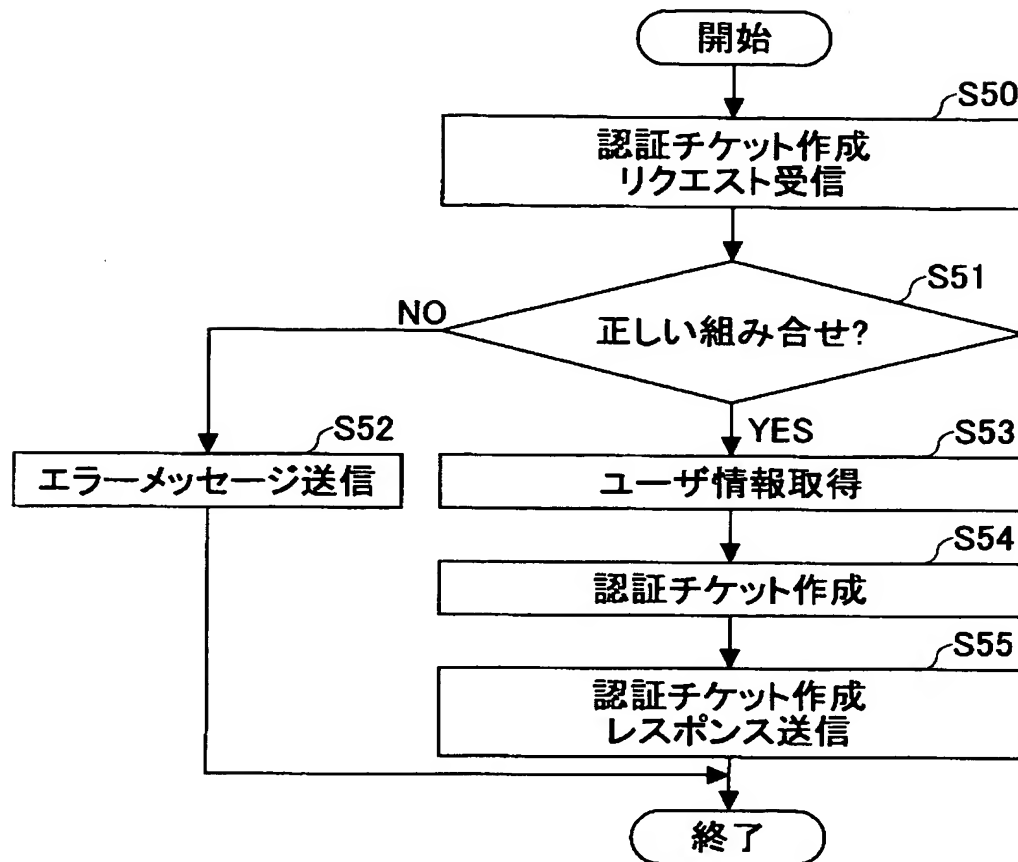 開始
S50
認証チケット作成
リクエスト受信
S51
正しい組み合せ?
NO
YES
S52
エラーメッセージ送信
S53
ユーザ情報取得
S54
認証チケット作成
S55
認証チケット作成
レスポンス送信
終了